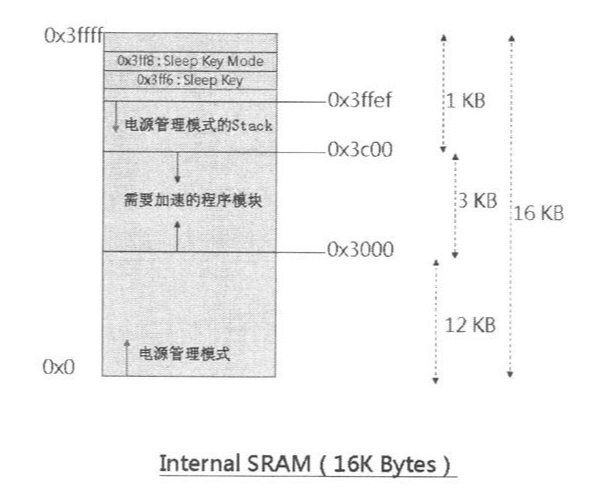 0x3ffff
0x3ff8 : Sleep Key Mode
0x3ff6 : Sleep Key
0x3ffef
1 KB
电源管理模式的Stack
0x3c00
需要加速的程序模块
3 KB
16 KB
0x3000
12 KB
电源管理模式
0x0
Internal SRAM ( 16K Bytes )